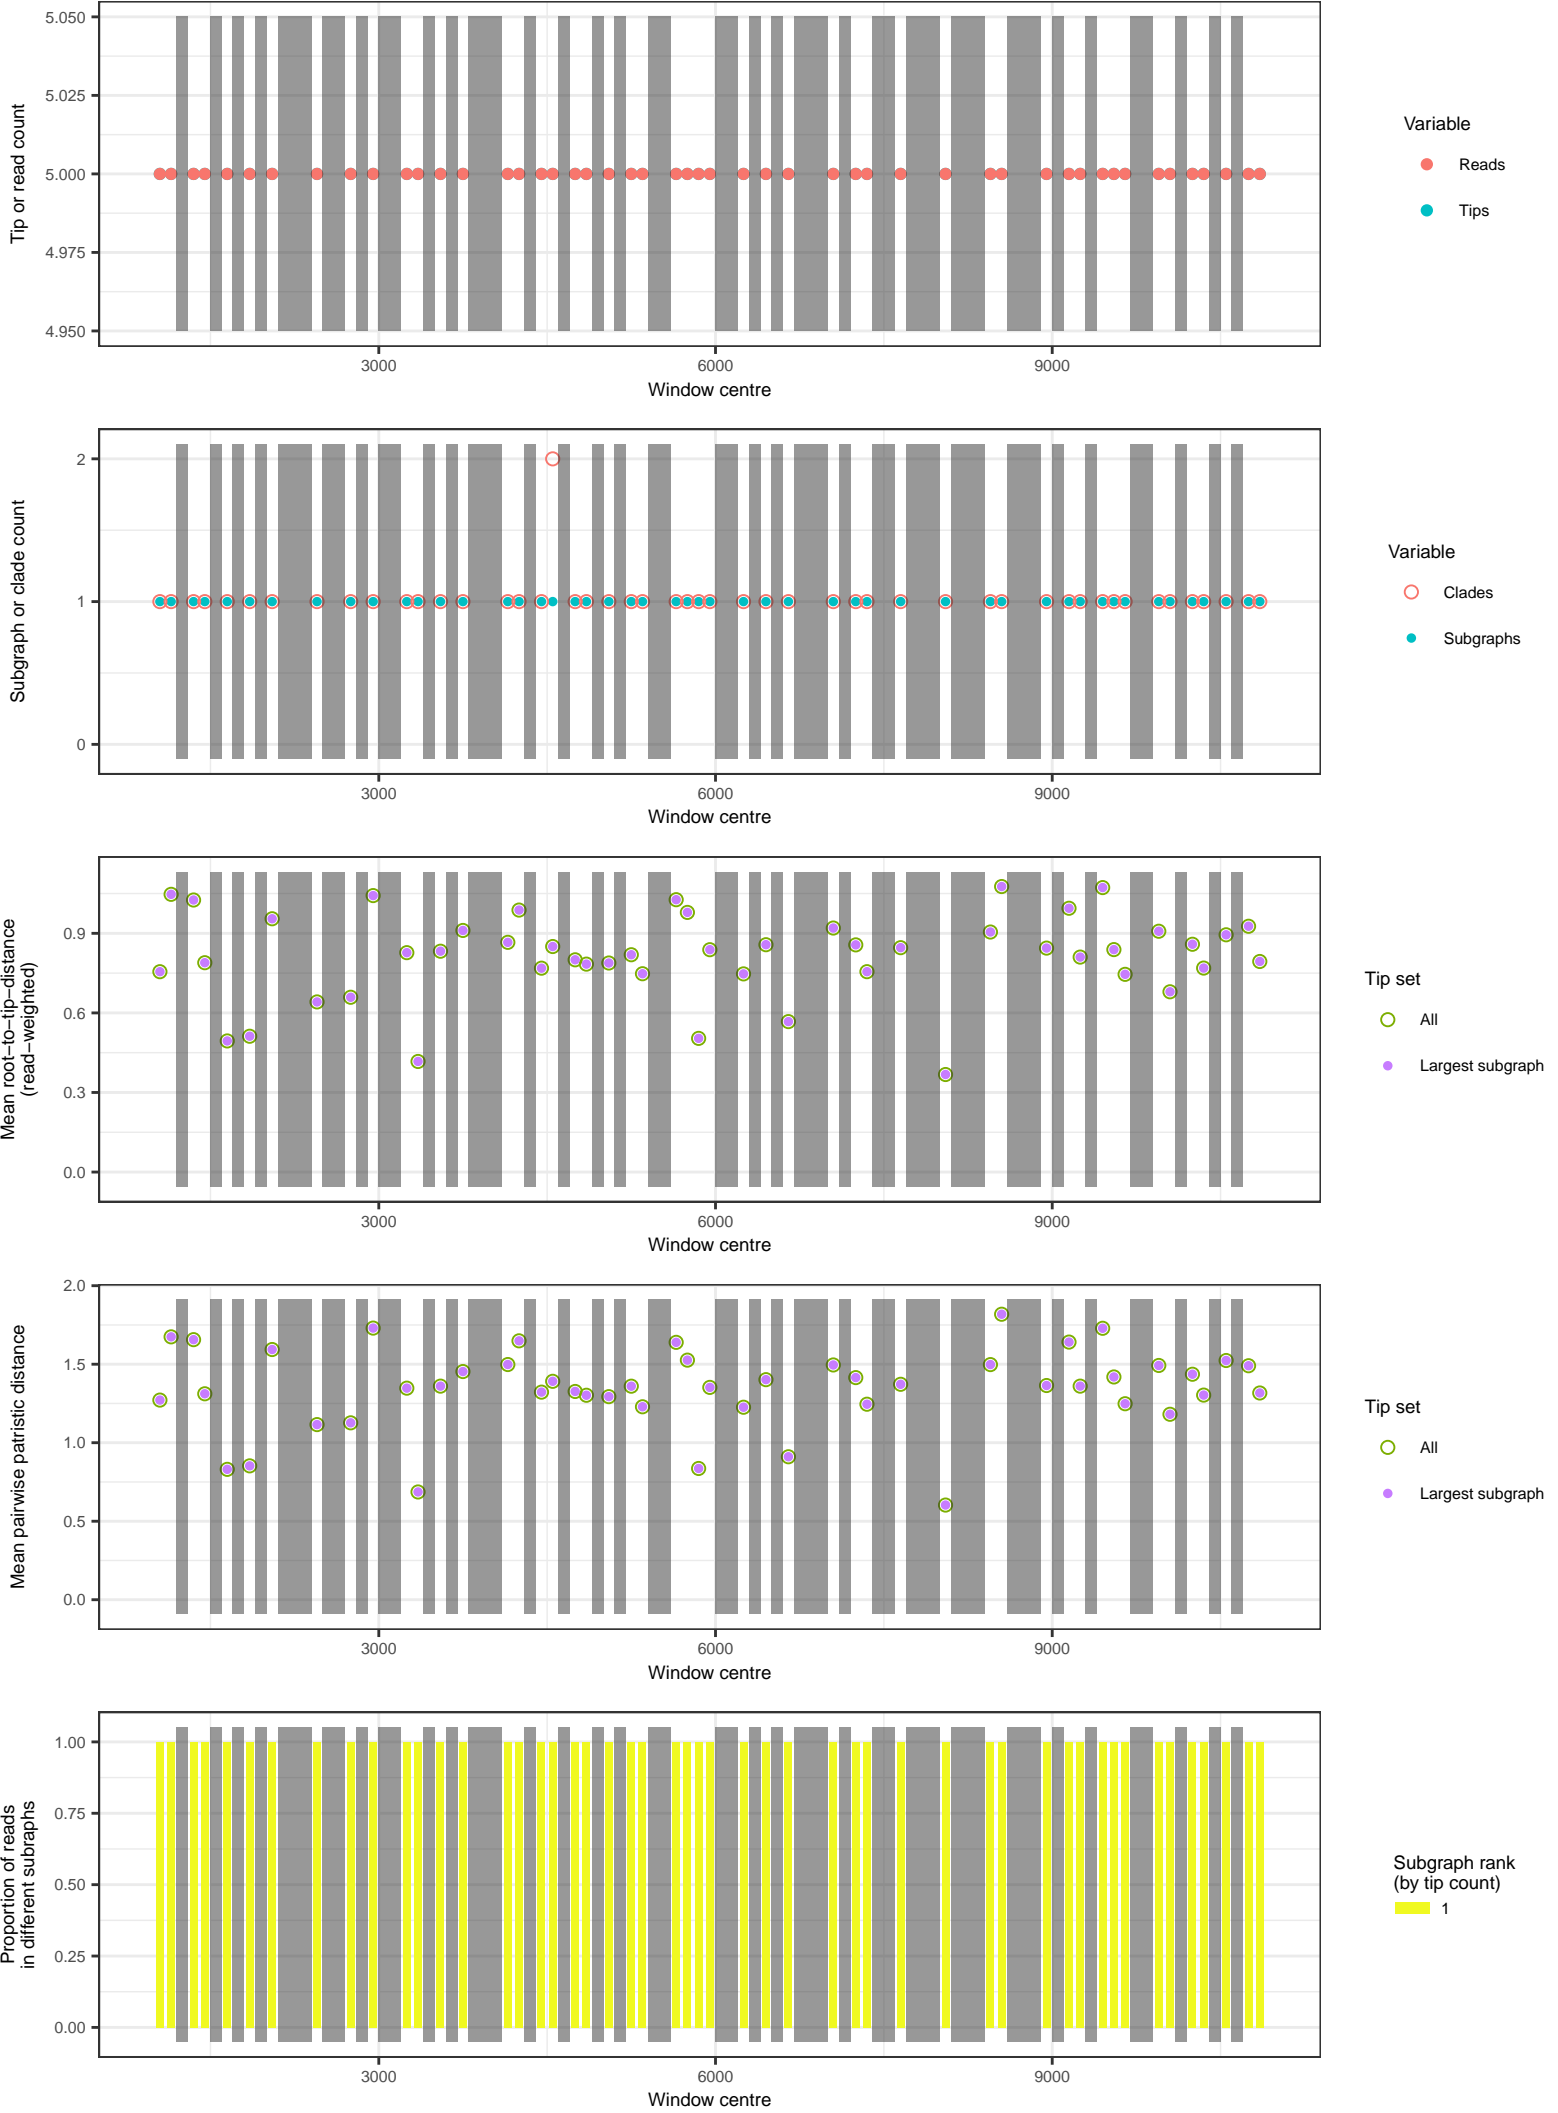 5.050
5.025
5.000
4.975
4.950
Tip or read count
3000 6000 9000
Window centre
Variable
Reads
Tips
2
1
0
Subgraph or clade count
3000 6000 9000
Window centre
Variable
Clades
Subgraphs
0.9
0.6
0.3
0.0
Mean root−to−tip−distance
(read−weighted)
3000 6000 9000
Window centre
Tip set
All
Largest subgraph
2.0
1.5
1.0
0.5
0.0
Mean pairwise patristic distance
3000 6000 9000
Window centre
Tip set
All
Largest subgraph
1.00
0.75
0.50
0.25
0.00
Proportion of reads
in different subraphs
3000 6000 9000
Window centre
Subgraph rank
(by tip count)
1